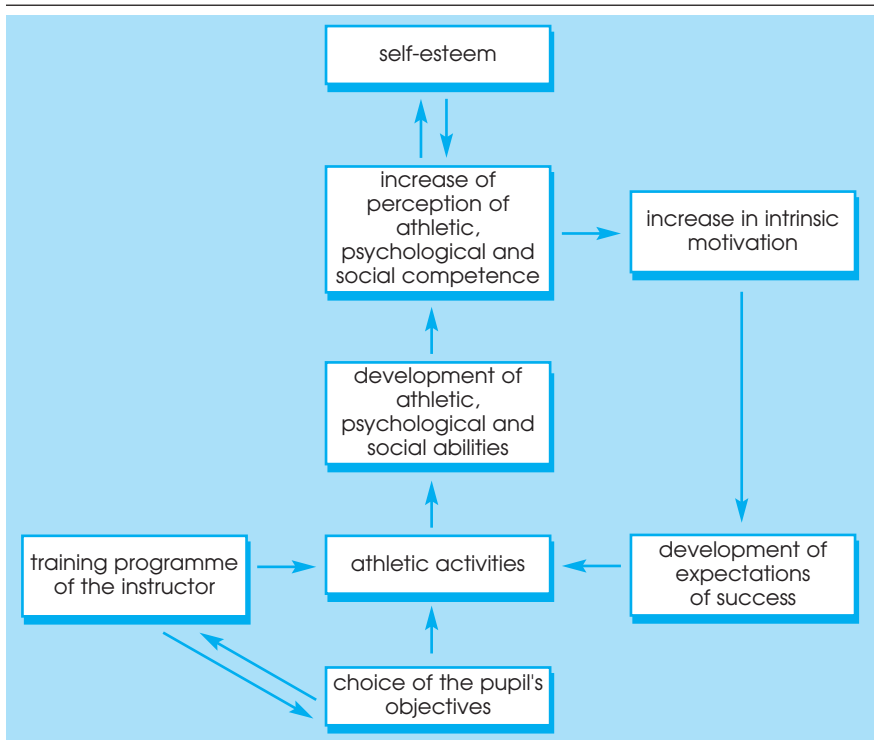 self-esteem
increase of
perception of
athletic,
psychological and
social competence
increase in intrinsic
motivation
development of
athletic,
psychological and
social abilities
training programme
of the instructor
athletic activities
development of
expectations
of success
choice of the pupil's
objectives